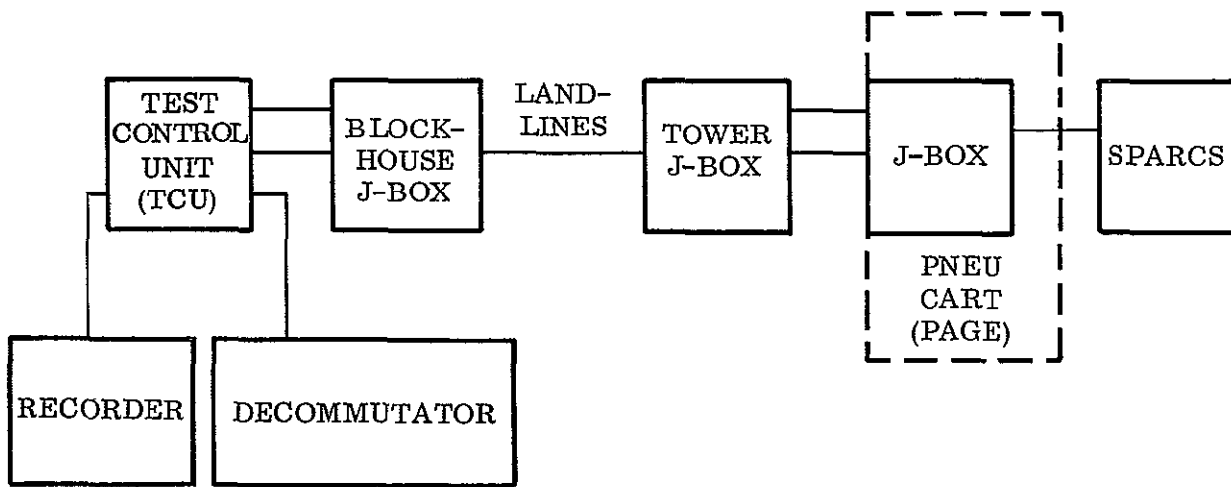 TEST
CONTROL
UNIT
(TCU)
BLOCK-
HOUSE
J-BOX
LAND-
LINES
TOWER
J-BOX
J-BOX
SPARCS
PNEU
CART
(PAGE)
RECORDER
DECOMMUTATOR